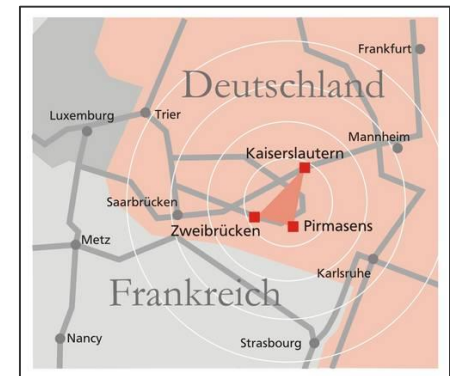 Frankfurt
Deutschland
Luxemburg
Trier
Mannheim
Kaiserslautern
Saarbrücken
Zweibrücken
Pirmasens
Metz
Karlsruhe
Frankreich
Nancy
Strasbourg